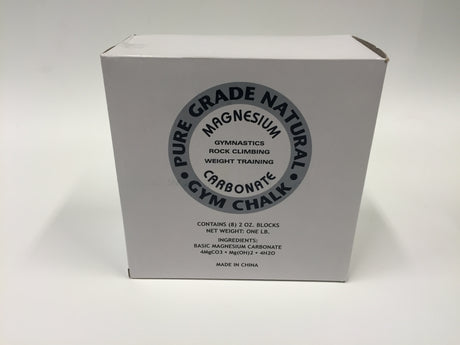 PURE GRADE NATURAL
MAGNESIUM
GYMNASTICS
ROCK CLIMBING
WEIGHT TRAINING
CARBONATE
• GYM CHALK •
CONTAINS (8) 2 OZ. BLOCKS
NET WEIGHT: ONE LB.
INGREDIENTS:
BASIC MAGNESIUM CARBONATE
4MgCO3 • Mg(OH)2 • 4H2O
MADE IN CHINA